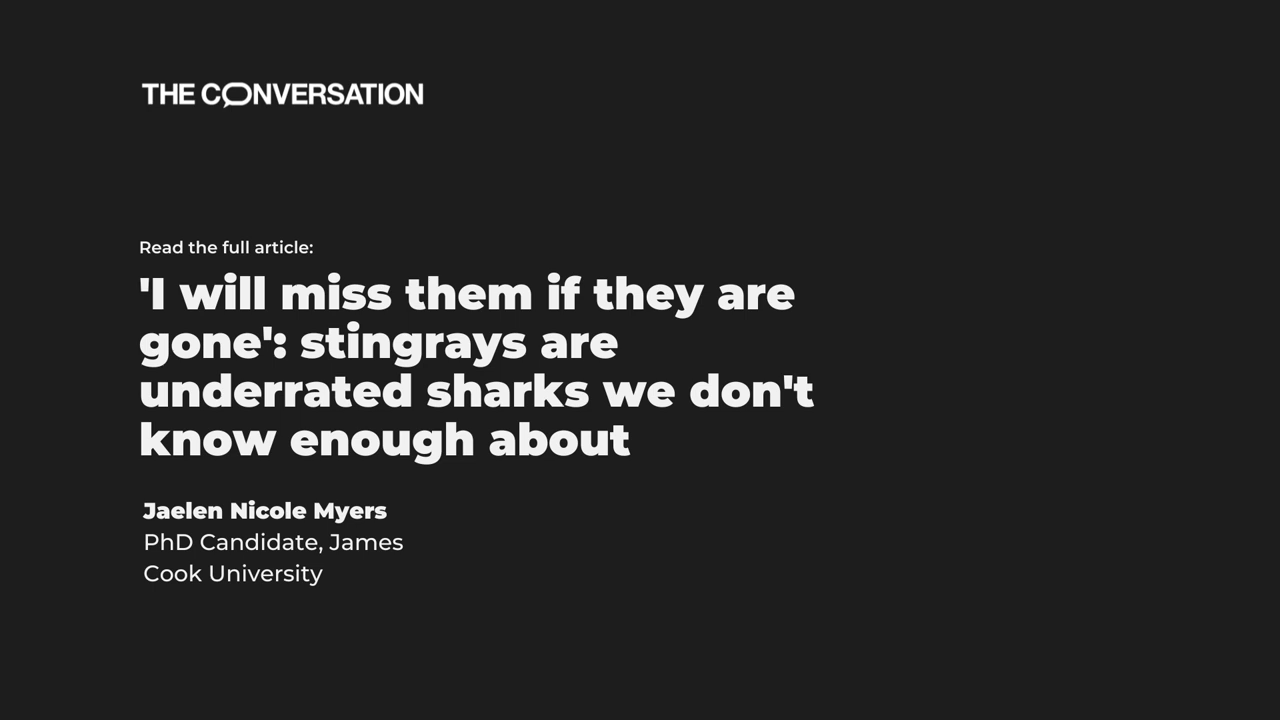 THE CONVERSATION
Read the full article:
'I will miss them if they are
gone': stingrays are
underrated sharks we don't
know enough about
Jaelen Nicole Myers
PhD Candidate, James
Cook University